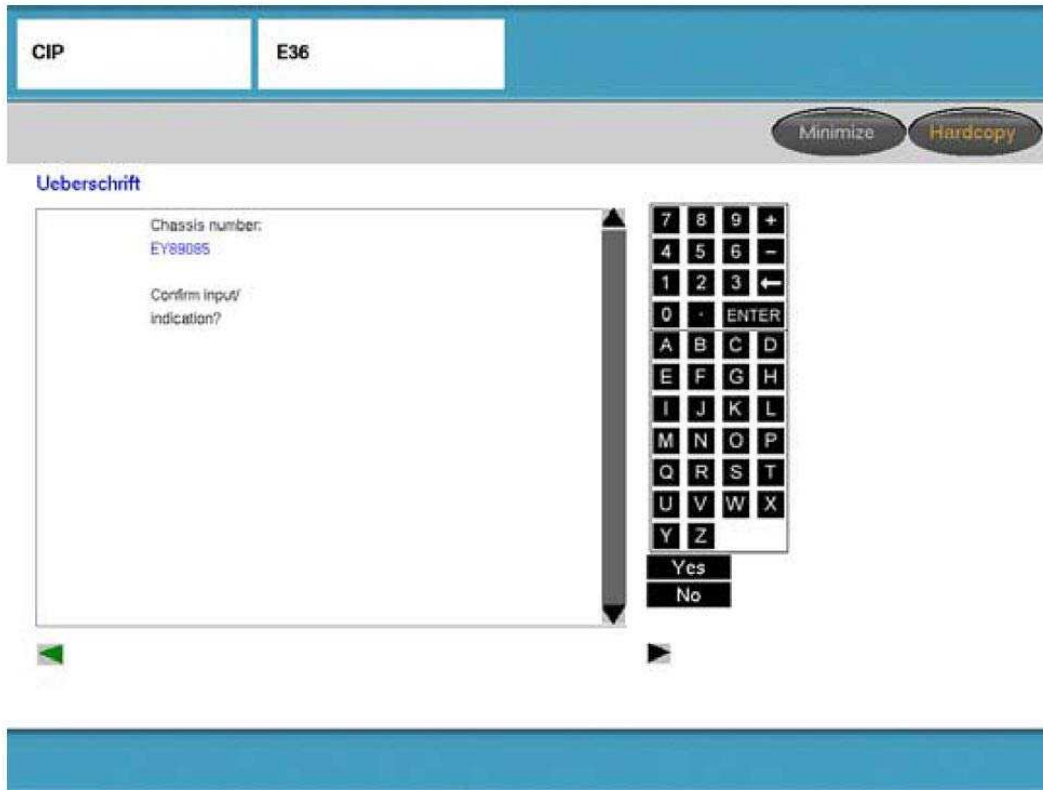 CIP
E36
Minimize
Hardcopy
Ueberschrift
Chassis number:
EY89085
Confirm input/
indication?
7 8 9 +
4 5 6 −
1 2 3 ←
0 . ENTER
A B C D
E F G H
I J K L
M N O P
Q R S T
U V W X
Y Z
Yes
No